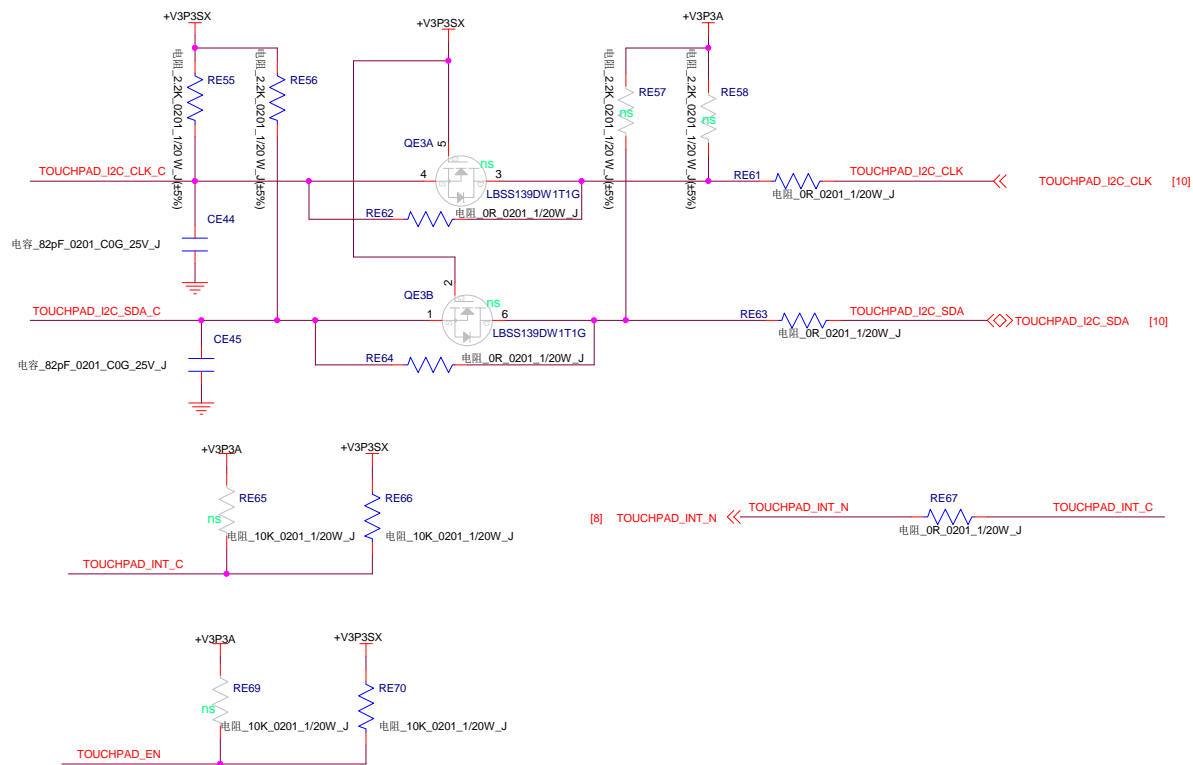 +V3P3SX
+V3P3SX
+V3P3A
电阻_2.2K_0201_1/20W_J(±5%)
RE55
电阻_2.2K_0201_1/20W_J(±5%)
RE56
电阻_2.2K_0201_1/20W_J(±5%)
RE57
ns
电阻_2.2K_0201_1/20W_J(±5%)
RE58
ns
QE3A
5
ns
TOUCHPAD_I2C_CLK_C
4
3
LBSS139DW1T1G
RE61
TOUCHPAD_I2C_CLK
TOUCHPAD_I2C_CLK [10]
电阻_0R_0201_1/20W_J
RE62
电阻_0R_0201_1/20W_J
CE44
电容_82pF_0201_C0G_25V_J
2
QE3B
ns
TOUCHPAD_I2C_SDA_C
1
6
LBSS139DW1T1G
RE63
TOUCHPAD_I2C_SDA
TOUCHPAD_I2C_SDA [10]
电阻_0R_0201_1/20W_J
CE45
电容_82pF_0201_C0G_25V_J
RE64
电阻_0R_0201_1/20W_J
+V3P3A
+V3P3SX
RE65
ns
电阻_10K_0201_1/20W_J
RE66
电阻_10K_0201_1/20W_J
TOUCHPAD_INT_C
[8] TOUCHPAD_INT_N
TOUCHPAD_INT_N
RE67
TOUCHPAD_INT_C
电阻_0R_0201_1/20W_J
+V3P3A
+V3P3SX
RE69
ns
电阻_10K_0201_1/20W_J
RE70
电阻_10K_0201_1/20W_J
TOUCHPAD_EN